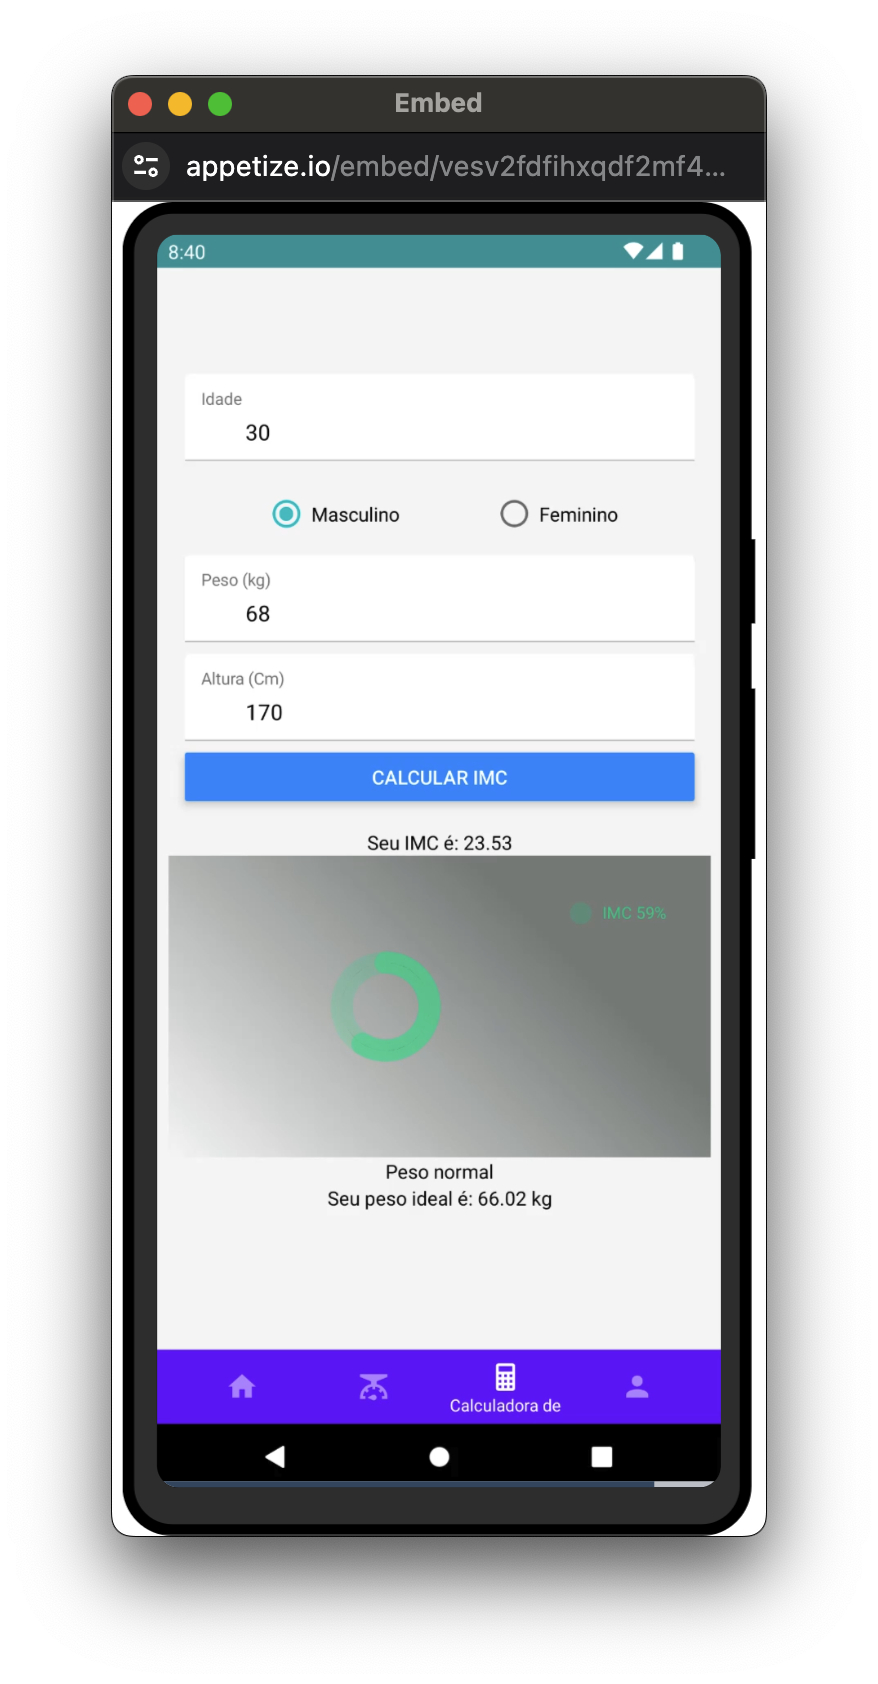 Embed
appetize.io/embed/vesv2fdfihxqdf2mf4...
8:40
Idade
30
Masculino
Feminino
Peso (kg)
68
Altura (Cm)
170
CALCULAR IMC
Seu IMC é: 23.53
IMC 59%
Peso normal
Seu peso ideal é: 66.02 kg
Calculadora de